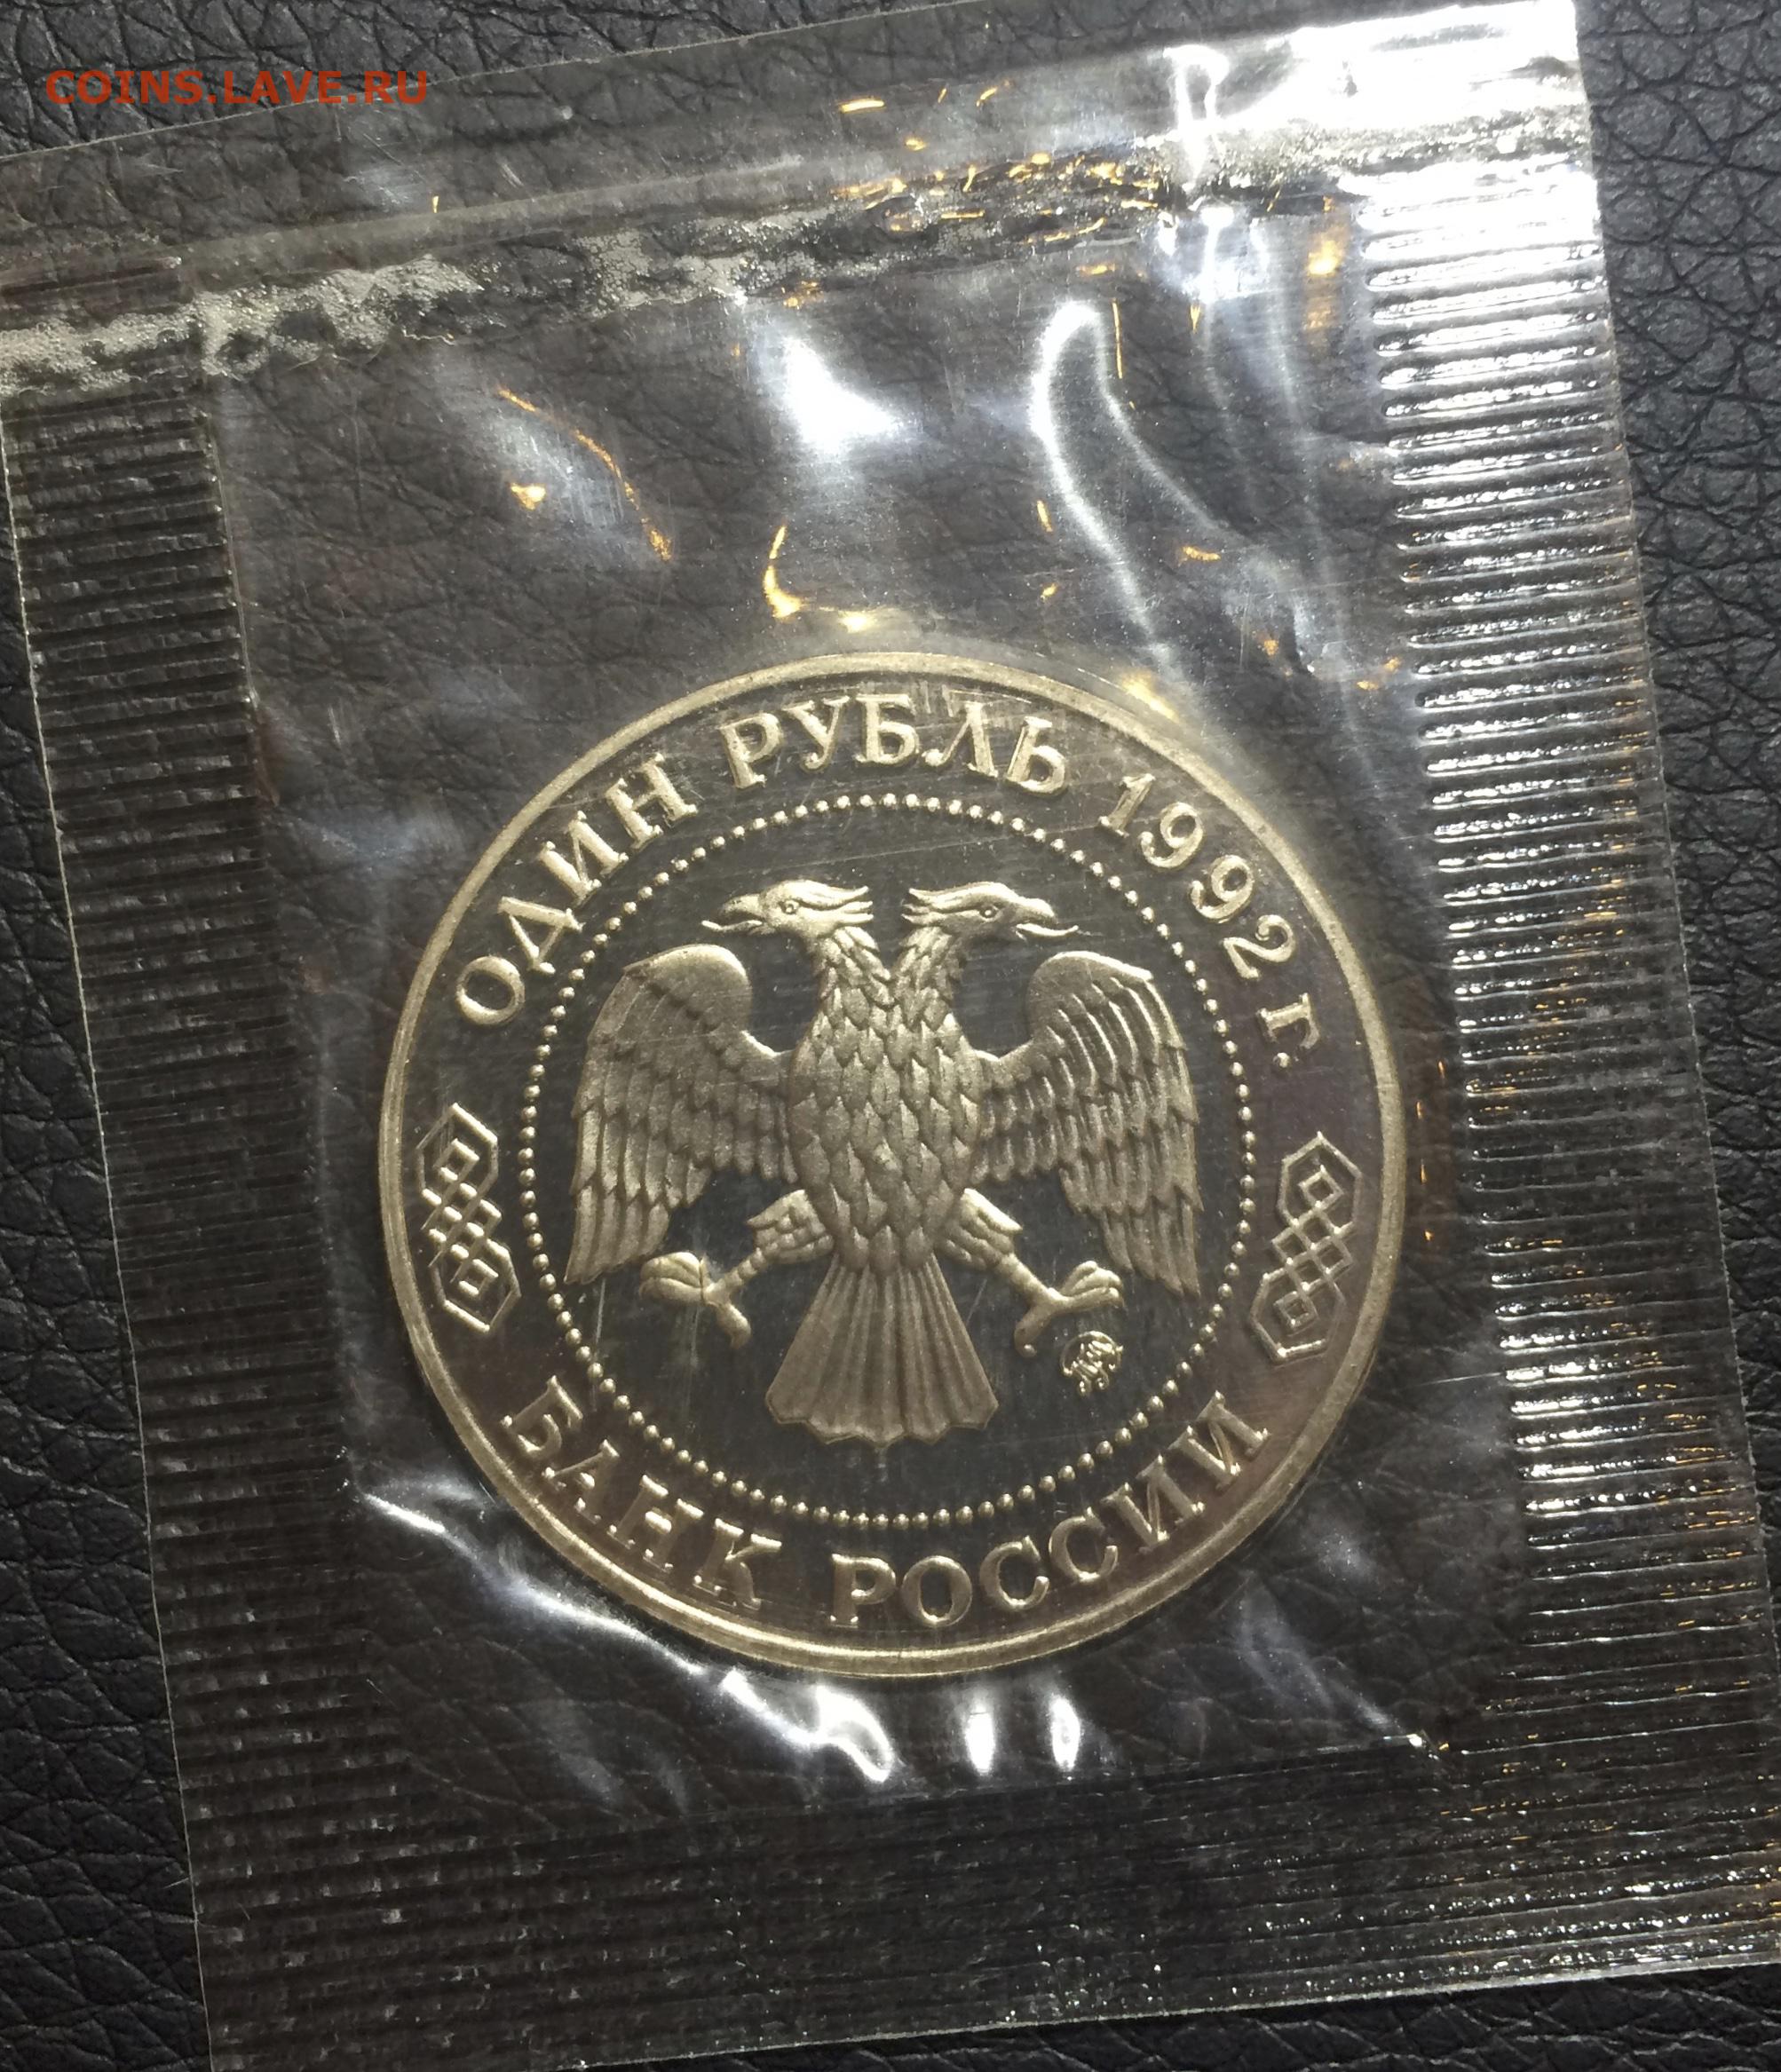 COINS.LAVE.RU
ОДИН РУБЛЬ 1992 г.
БАНК РОССИИ